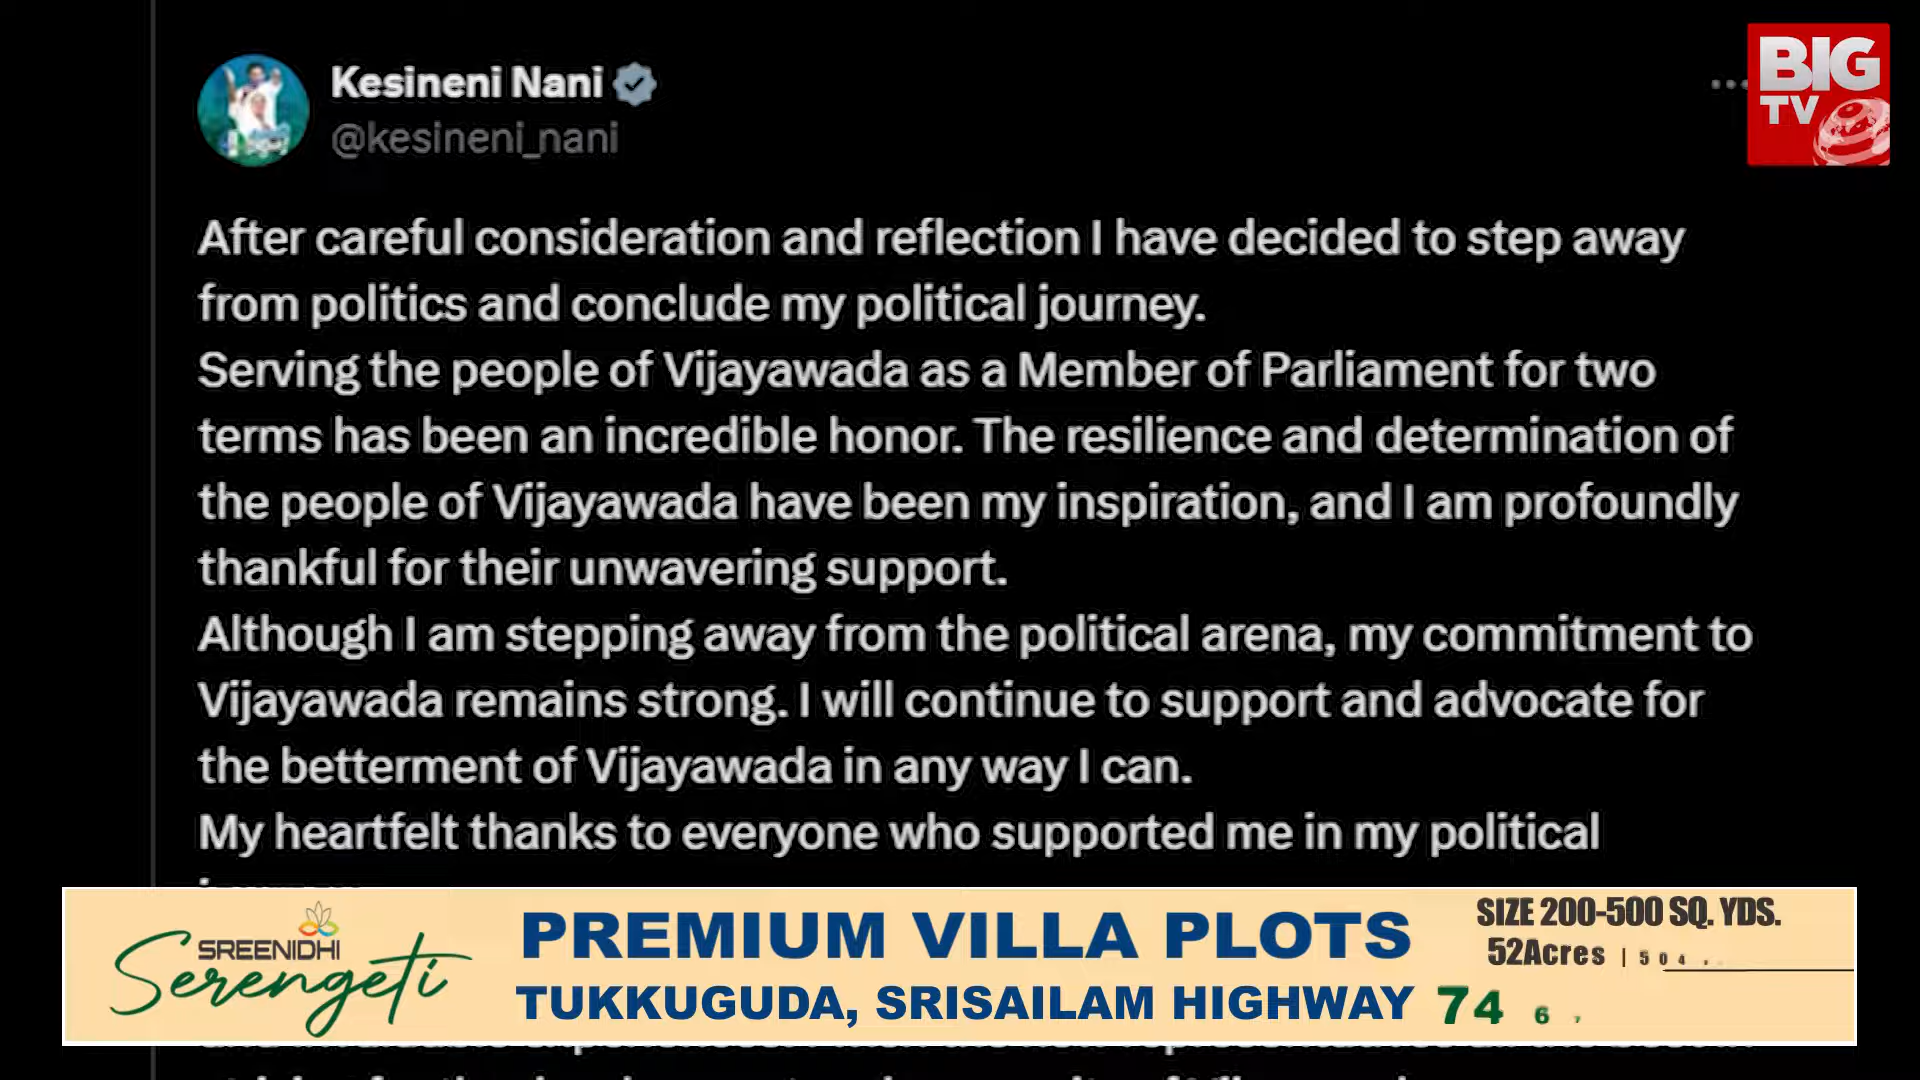 Kesineni Nani
@kesineni_nani
BIG
TV
After careful consideration and reflection I have decided to step away
from politics and conclude my political journey.
Serving the people of Vijayawada as a Member of Parliament for two
terms has been an incredible honor. The resilience and determination of
the people of Vijayawada have been my inspiration, and I am profoundly
thankful for their unwavering support.
Although I am stepping away from the political arena, my commitment to
Vijayawada remains strong. I will continue to support and advocate for
the betterment of Vijayawada in any way I can.
My heartfelt thanks to everyone who supported me in my political
SREENIDHI
Serengeti
PREMIUM VILLA PLOTS
TUKKUGUDA, SRISAILAM HIGHWAY
SIZE 200-500 SQ. YDS.
52Acres | 504
74 6